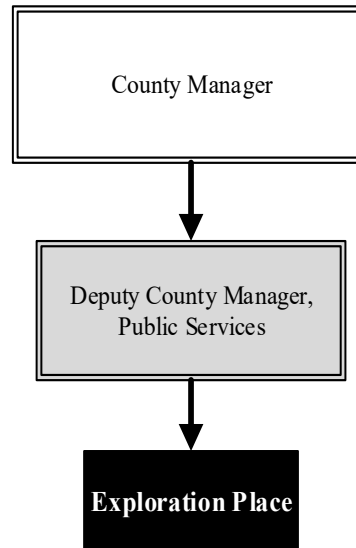 County Manager
Deputy County Manager,
Public Services
Exploration Place